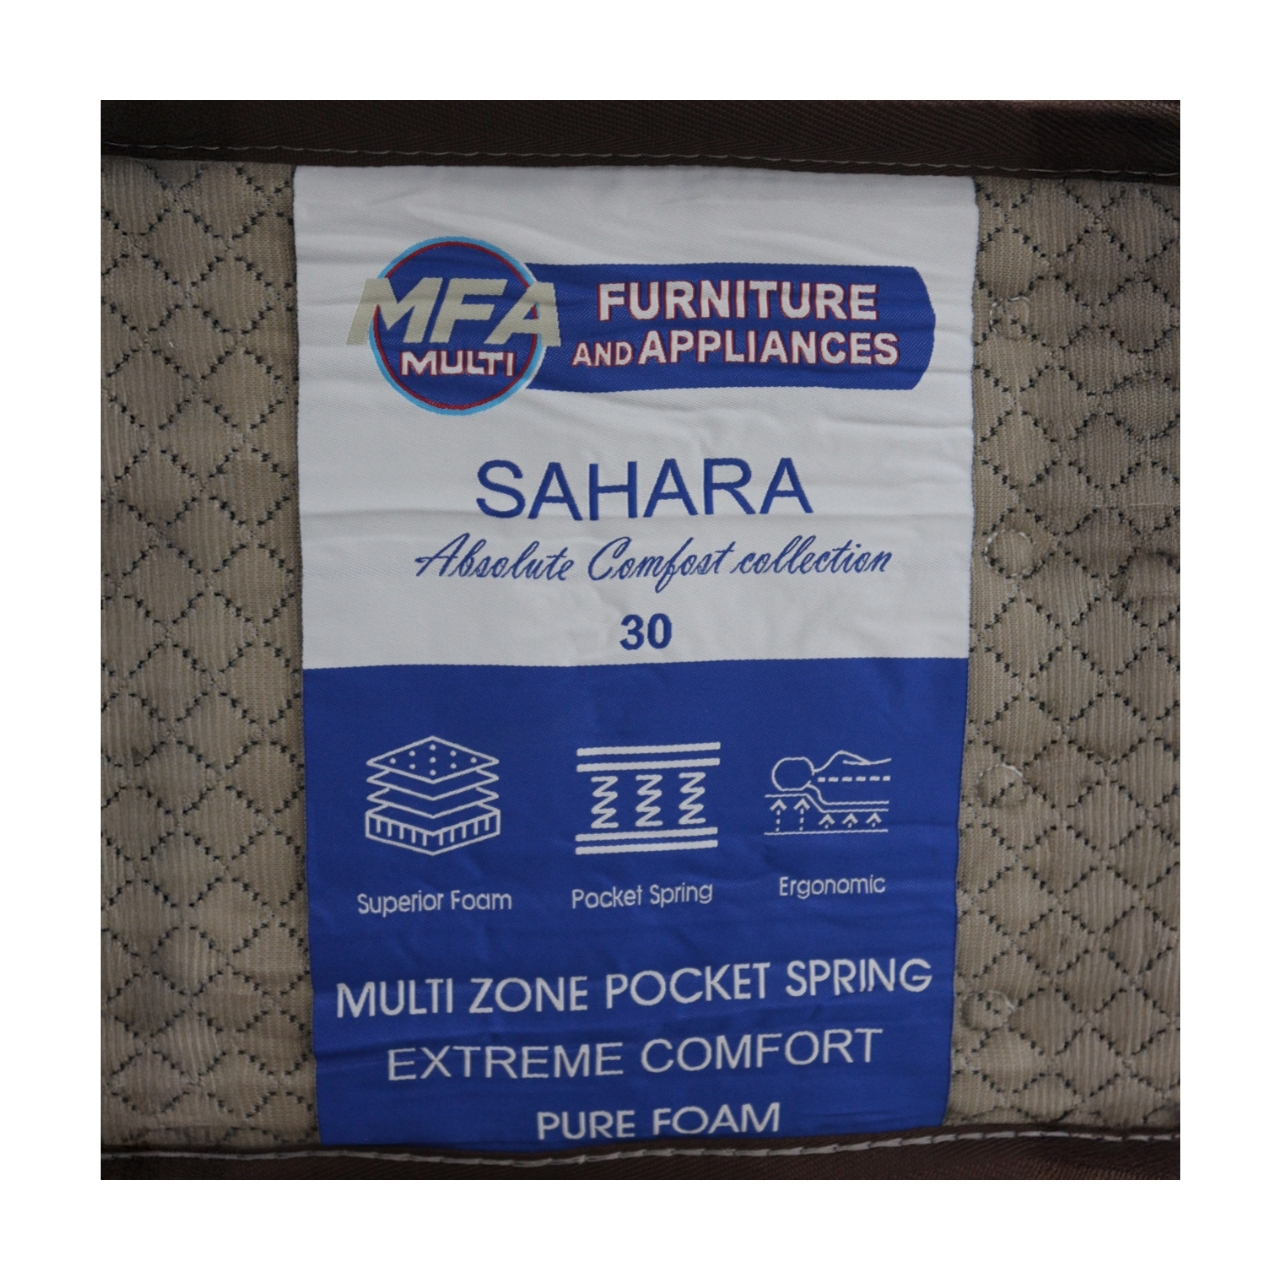 MFA
MULTI
FURNITURE
AND APPLIANCES
SAHARA
Absolute Comfost collection
30
Superior Foam
Pocket Spring
Ergonomic
MULTI ZONE POCKET SPRING
EXTREME COMFORT
PURE FOAM